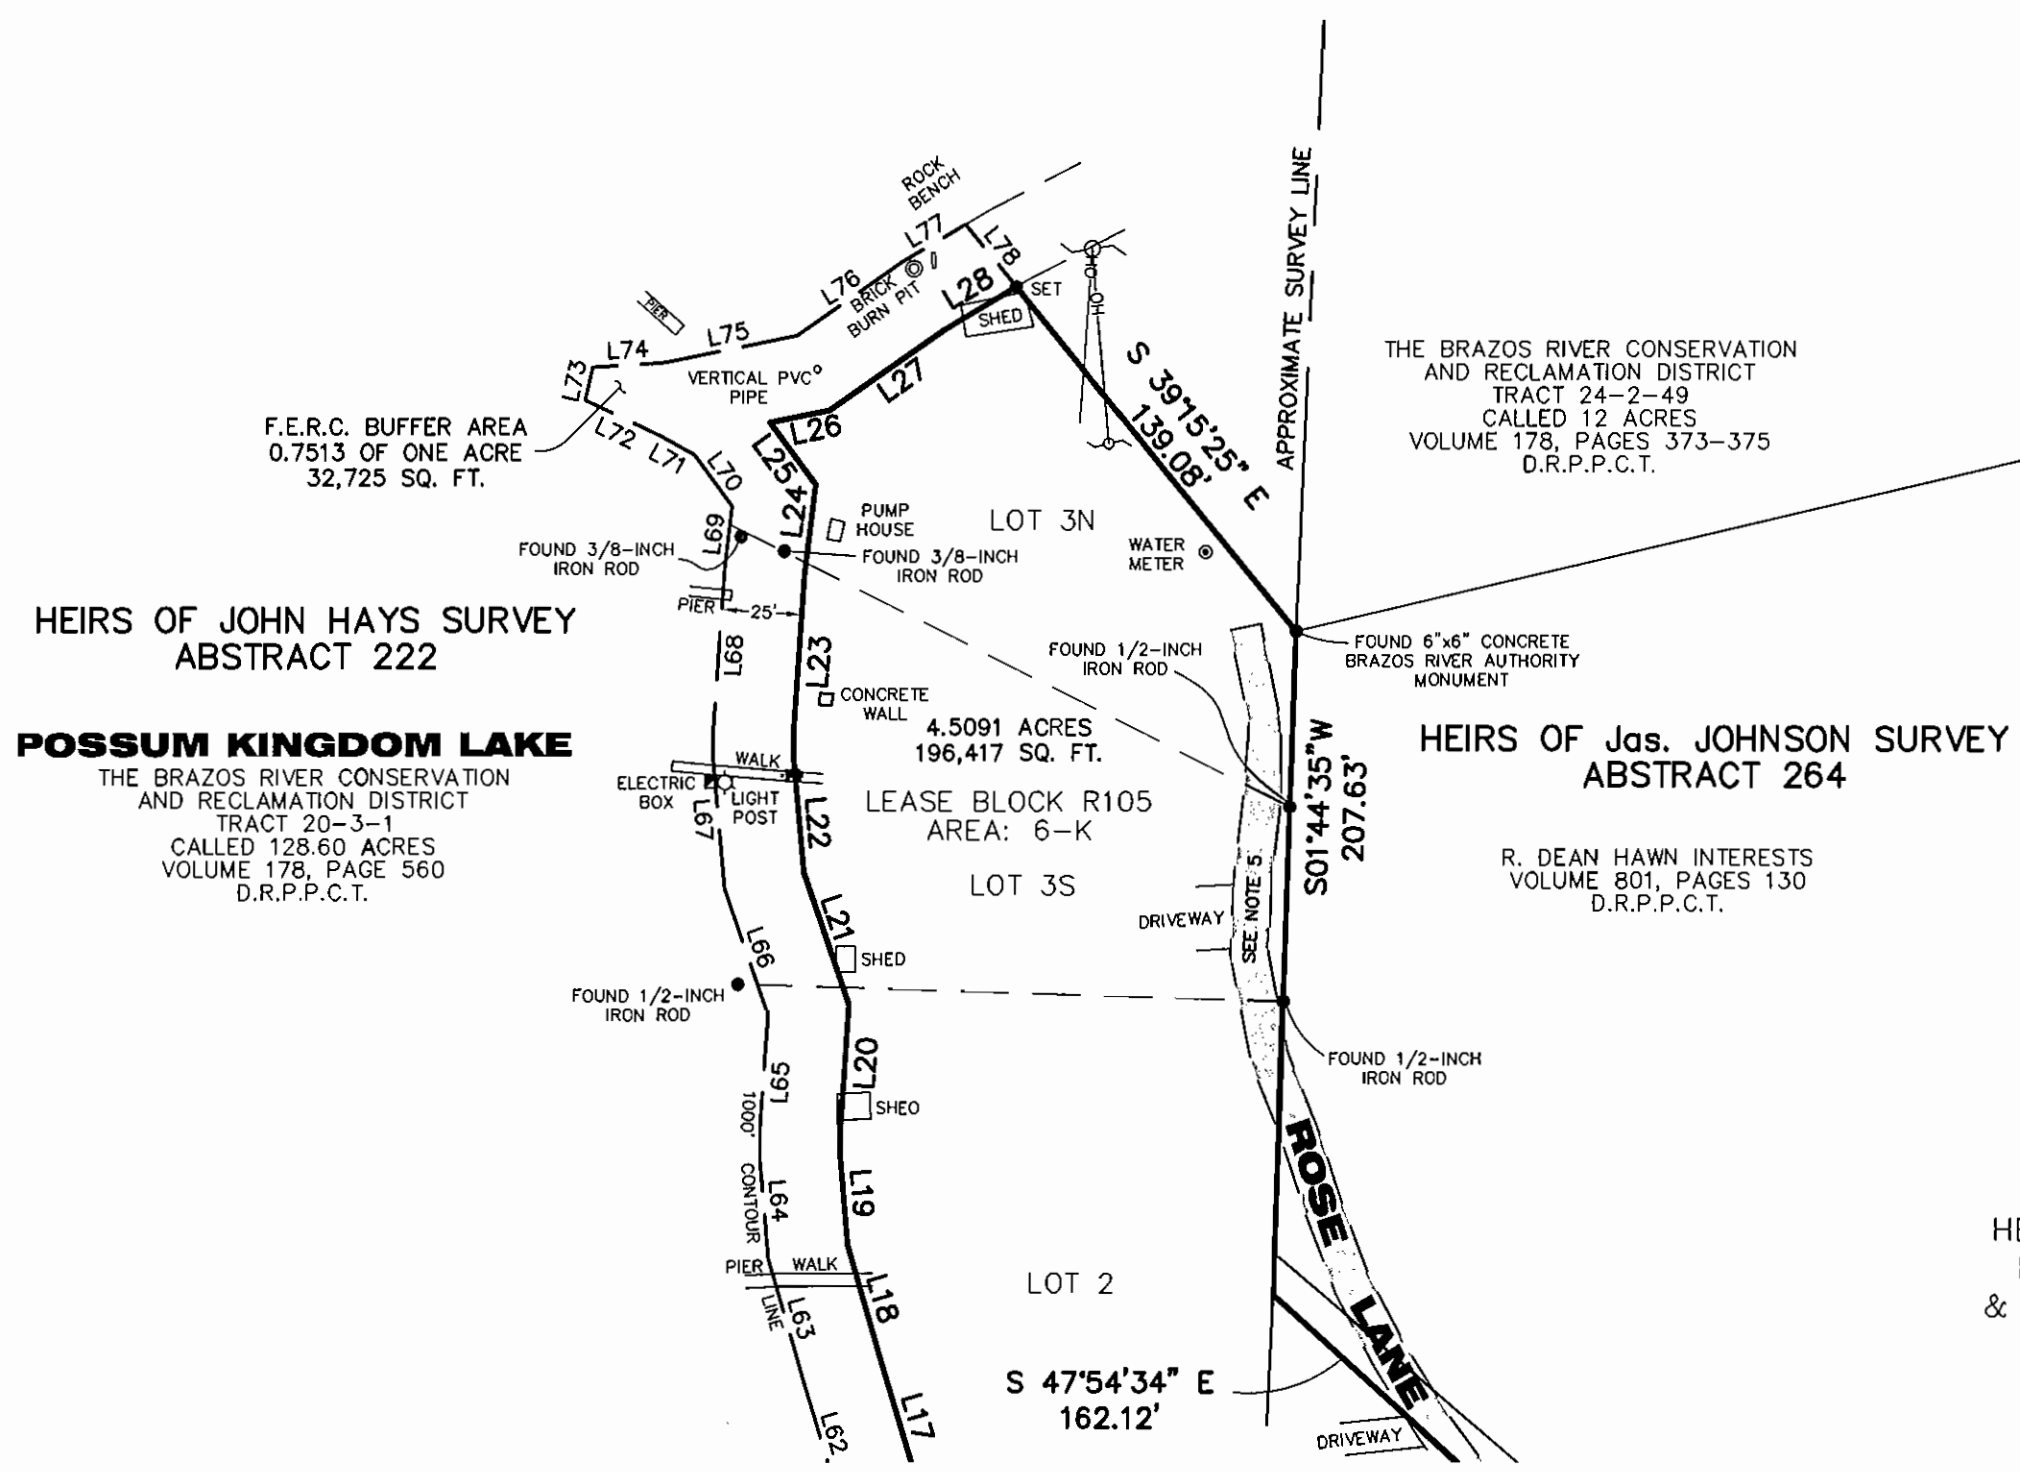 ROCK
BENCH
L77
L78
L76
BRICK
BURN PIT
L28
SET
SHED
OH
OH
APPROXIMATE SURVEY LINE
PIER
L75
L74
L73
VERTICAL PVC
PIPE
L27
L26
L25
L24
L72
L71
L70
L69
F.E.R.C. BUFFER AREA
0.7513 OF ONE ACRE
32,725 SQ. FT.
S 39°15'25" E
139.08'
THE BRAZOS RIVER CONSERVATION
AND RECLAMATION DISTRICT
TRACT 24-2-49
CALLED 12 ACRES
VOLUME 178, PAGES 373-375
D.R.P.P.C.T.
PUMP
HOUSE
LOT 3N
WATER
METER
FOUND 3/8-INCH
IRON ROD
FOUND 3/8-INCH
IRON ROD
PIER
25'
HEIRS OF JOHN HAYS SURVEY
ABSTRACT 222
L68
L23
FOUND 1/2-INCH
IRON ROD
FOUND 6"x6" CONCRETE
BRAZOS RIVER AUTHORITY
MONUMENT
CONCRETE
WALL
4.5091 ACRES
196,417 SQ. FT.
POSSUM KINGDOM LAKE
THE BRAZOS RIVER CONSERVATION
AND RECLAMATION DISTRICT
TRACT 20-3-1
CALLED 128.60 ACRES
VOLUME 178, PAGE 560
D.R.P.P.C.T.
WALK
ELECTRIC
BOX
LIGHT
POST
L67
L22
LEASE BLOCK R105
AREA: 6-K
S01°44'35"W
207.63'
HEIRS OF Jas. JOHNSON SURVEY
ABSTRACT 264
R. DEAN HAWN INTERESTS
VOLUME 801, PAGES 130
D.R.P.P.C.T.
LOT 3S
SEE NOTE 5
DRIVEWAY
L21
L66
SHED
FOUND 1/2-INCH
IRON ROD
L20
L65
SHEO
FOUND 1/2-INCH
IRON ROD
1000' CONTOUR LINE
L19
L64
PIER
WALK
L18
L63
LOT 2
ROSE LANE
S 47°54'34" E
162.12'
L17
L62
DRIVEWAY
&